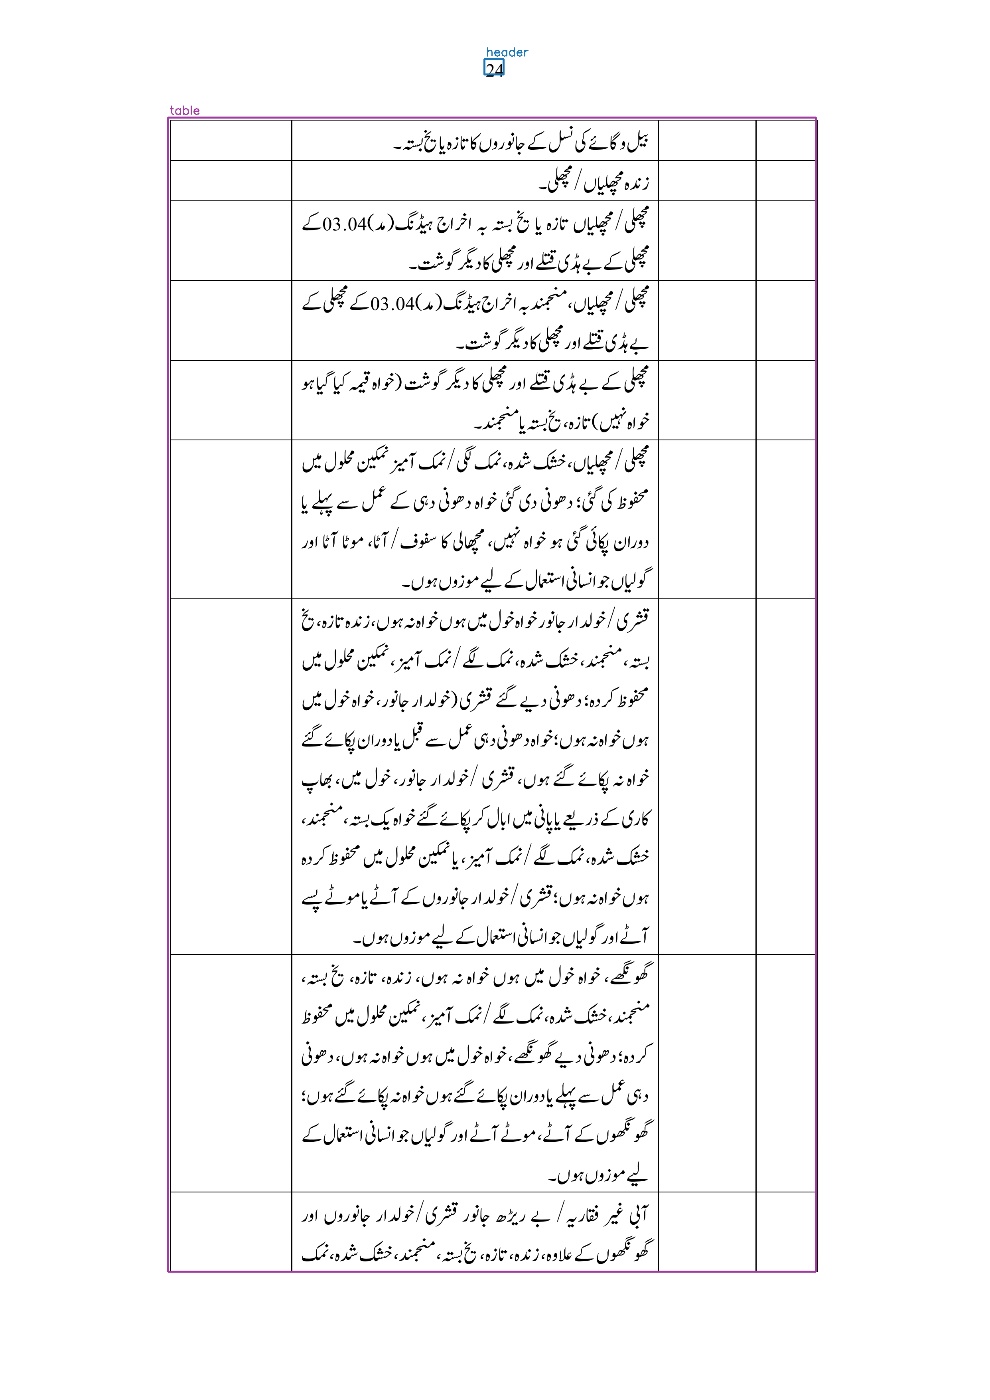 header
24
table
بیل و گائے کی نسل کے جانوروں کا تازہ یا یخ بستہ۔
زندہ مچھلیاں/مچھلی۔
مچھلی/مچھلیاں تازہ یا یخ بستہ بہ اخراج ہیڈنگ(مد)03.04کے
مچھلی کے بے ہڈی قتلے اور مچھلی کا دیگر گوشت۔
مچھلی/مچھلیاں، منجمند بہ اخراج ہیڈنگ(مد)03.04کے مچھلی کے
بے ہڈی قتلے اور مچھلی کا دیگر گوشت۔
مچھلی کے بے ہڈی قتلے اور مچھلی کا دیگر گوشت (خواہ قیمہ کیا گیا ہو
خواہ نہیں) تازہ، یخ بستہ یا منجمند۔
مچھلی/مچھلیاں، خشک شدہ، نمک لگی/نمک آمیز نمکین محلول میں
محفوظ کی گئی؛ دھونی دی گئی خواہ دھونی دہی کے عمل سے پہلے یا
دوران پکائی گئی ہو خواہ نہیں، مچھالی کا سفوف/آٹا، موٹا آٹا اور
گولیاں جو انسانی استعمال کے لیے موزوں ہوں۔
قشری/خولدار جانور خواہ خول میں ہوں خواہ نہ ہوں، زندہ تازہ، یخ
بستہ، منجمند، خشک شدہ، نمک لگے/نمک آمیز، نمکین محلول میں
محفوظ کردہ؛ دھونی دیے گئے قشری (خولدار جانور، خواہ خول میں
ہوں خواہ نہ ہوں؛ خواہ دھونی دہی عمل سے قبل یا دوران پکائے گئے
خواہ نہ پکائے گئے ہوں، قشری /خولدار جانور، خول میں، بھاپ
کاری کے ذریعے یا پانی میں ابال کر پکائے گئے خواہ یک بستہ، منجمند،
خشک شدہ، نمک لگے/نمک آمیز، یا نمکین محلول میں محفوظ کردہ
ہوں خواہ نہ ہوں؛ قشری/خولدار جانوروں کے آٹے یا موٹے پسے
آٹے اور گولیاں جو انسانی استعمال کے لیے موزوں ہوں۔
گھونگھے، خواہ خول میں ہوں خواہ نہ ہوں، زندہ، تازہ، یخ بستہ،
منجمند، خشک شدہ، نمک لگے/نمک آمیز، نمکین محلول میں محفوظ
کردہ؛ دھونی دیے گھونگھے، خواہ خول میں ہوں خواہ نہ ہوں، دھونی
دہی عمل سے پہلے یا دوران پکائے گئے ہوں خواہ نہ پکائے گئے ہوں؛
گھونگھوں کے آٹے، موٹے آٹے اور گولیاں جو انسانی استعمال کے
لیے موزوں ہوں۔
آبی غیر فقاریہ/ بے ریڑھ جانور قشری/خولدار جانوروں اور
گھونگھوں کے علاوہ، زندہ، تازہ، یخ بستہ، منجمند، خشک شدہ، نمک